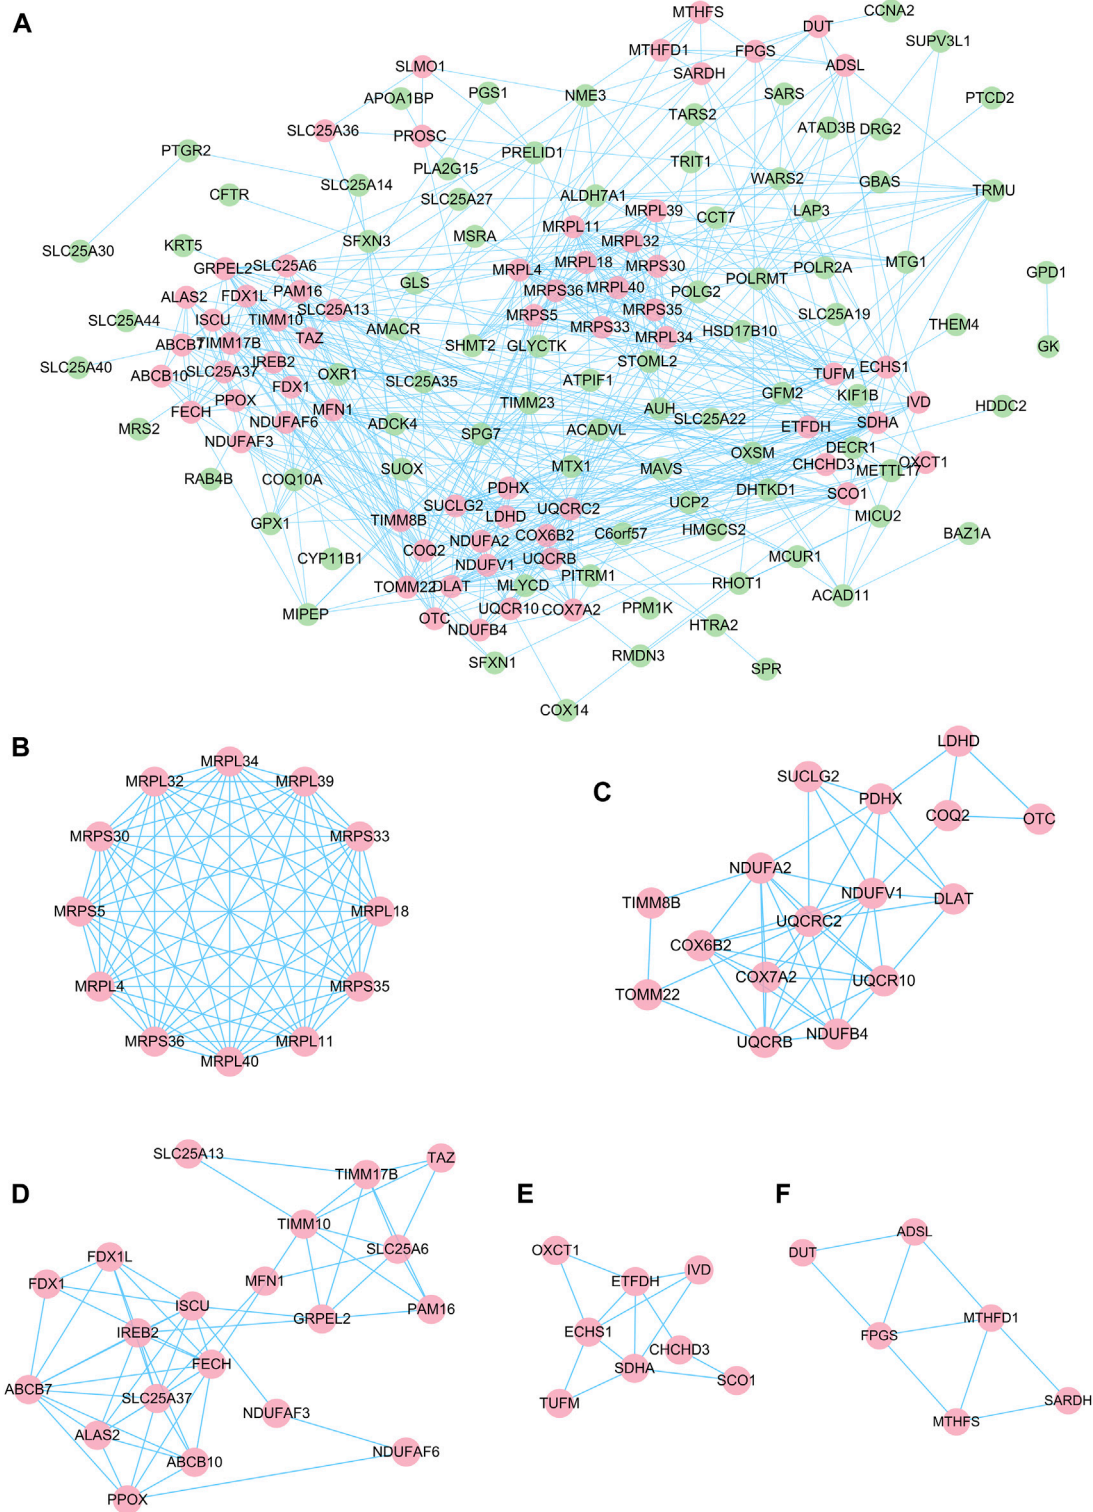 A
MTHFS
DUT
CCNA2
MTHFD1
FPGS
SUPV3L1
SLMO1
SARDH
ADSL
APOA1BP
PGS1
NME3
SARS
PTCD2
TARS2
SLC25A36
PROSC
ATAD3B
DRG2
PTGR2
PRELID1
PLA2G15
TRIT1
WARS2
GBAS
TRMU
SLC25A14
CFTR
SLC25A27
ALDH7A1
MRPL39
CCT7
LAP3
MRPL11
SLC25A30
KRT5
SFXN3
MSRA
MRPL32
GRPEL2
SLC25A6
MRPL4
MRPL18
MRPS30
POLRMT
POLR2A
MTG1
GPD1
ALAS2
FDX1L
PAM16
GLS
MRPS36
MRPL40
POLG2
SLC25A13
SLC25A44
ISCU
TIMM10
MRPS5
MRPS35
SLC25A19
AMACR
MRPS33
HSD17B10
THEM4
ABCB7
TIMM17B
TAZ
SHMT2
GLYCTK
MRPL34
GK
SLC25A40
ABCB10
SLC25A37
IREB2
OXR1
STOML2
TUFM
ECHS1
FDX1
SLC25A35
ATPIF1
GFM2
KIF1B
IVD
PPOX
TIMM23
AUH
HDDC2
FECH
MFN1
MRS2
NDUFAF6
ADCK4
SPG7
ACADVL
SLC25A22
ETFDH
SDHA
NDUFAF3
OXSM
DECR1
RAB4B
COQ10A
SUOX
MTX1
MAVS
CHCHD3
METTL17
OXCT1
PDHX
DHTKD1
SCO1
SUCLG2
UQCRC2
UCP2
GPX1
TIMM8B
LDHD
MICU2
NDUFA2
COX6B2
C6orf57
HMGCS2
BAZ1A
CYP11B1
COQ2
NDUFV1
UQCRB
MCUR1
TOMM22
DLAT
MLYCD
PITRM1
RHOT1
ACAD11
MIPEP
OTC
UQCR10
COX7A2
PPM1K
NDUFB4
HTRA2
SFXN1
RMDN3
SPR
COX14
B
MRPL34
MRPL32
MRPL39
MRPS30
MRPS33
MRPS5
MRPL18
MRPL4
MRPS35
MRPS36
MRPL11
MRPL40
C
LDHD
SUCLG2
PDHX
COQ2
OTC
NDUFA2
NDUFV1
DLAT
TIMM8B
UQCRC2
COX6B2
COX7A2
UQCR10
TOMM22
UQCRB
NDUFB4
D
SLC25A13
TIMM17B
TAZ
TIMM10
SLC25A6
FDX1L
FDX1
MFN1
ISCU
GRPEL2
PAM16
IREB2
FECH
ABCB7
SLC25A37
NDUFAF3
ALAS2
NDUFAF6
ABCB10
PPOX
E
OXCT1
ETFDH
IVD
ECHS1
CHCHD3
SDHA
SCO1
TUFM
F
DUT
ADSL
FPGS
MTHFD1
SARDH
MTHFS